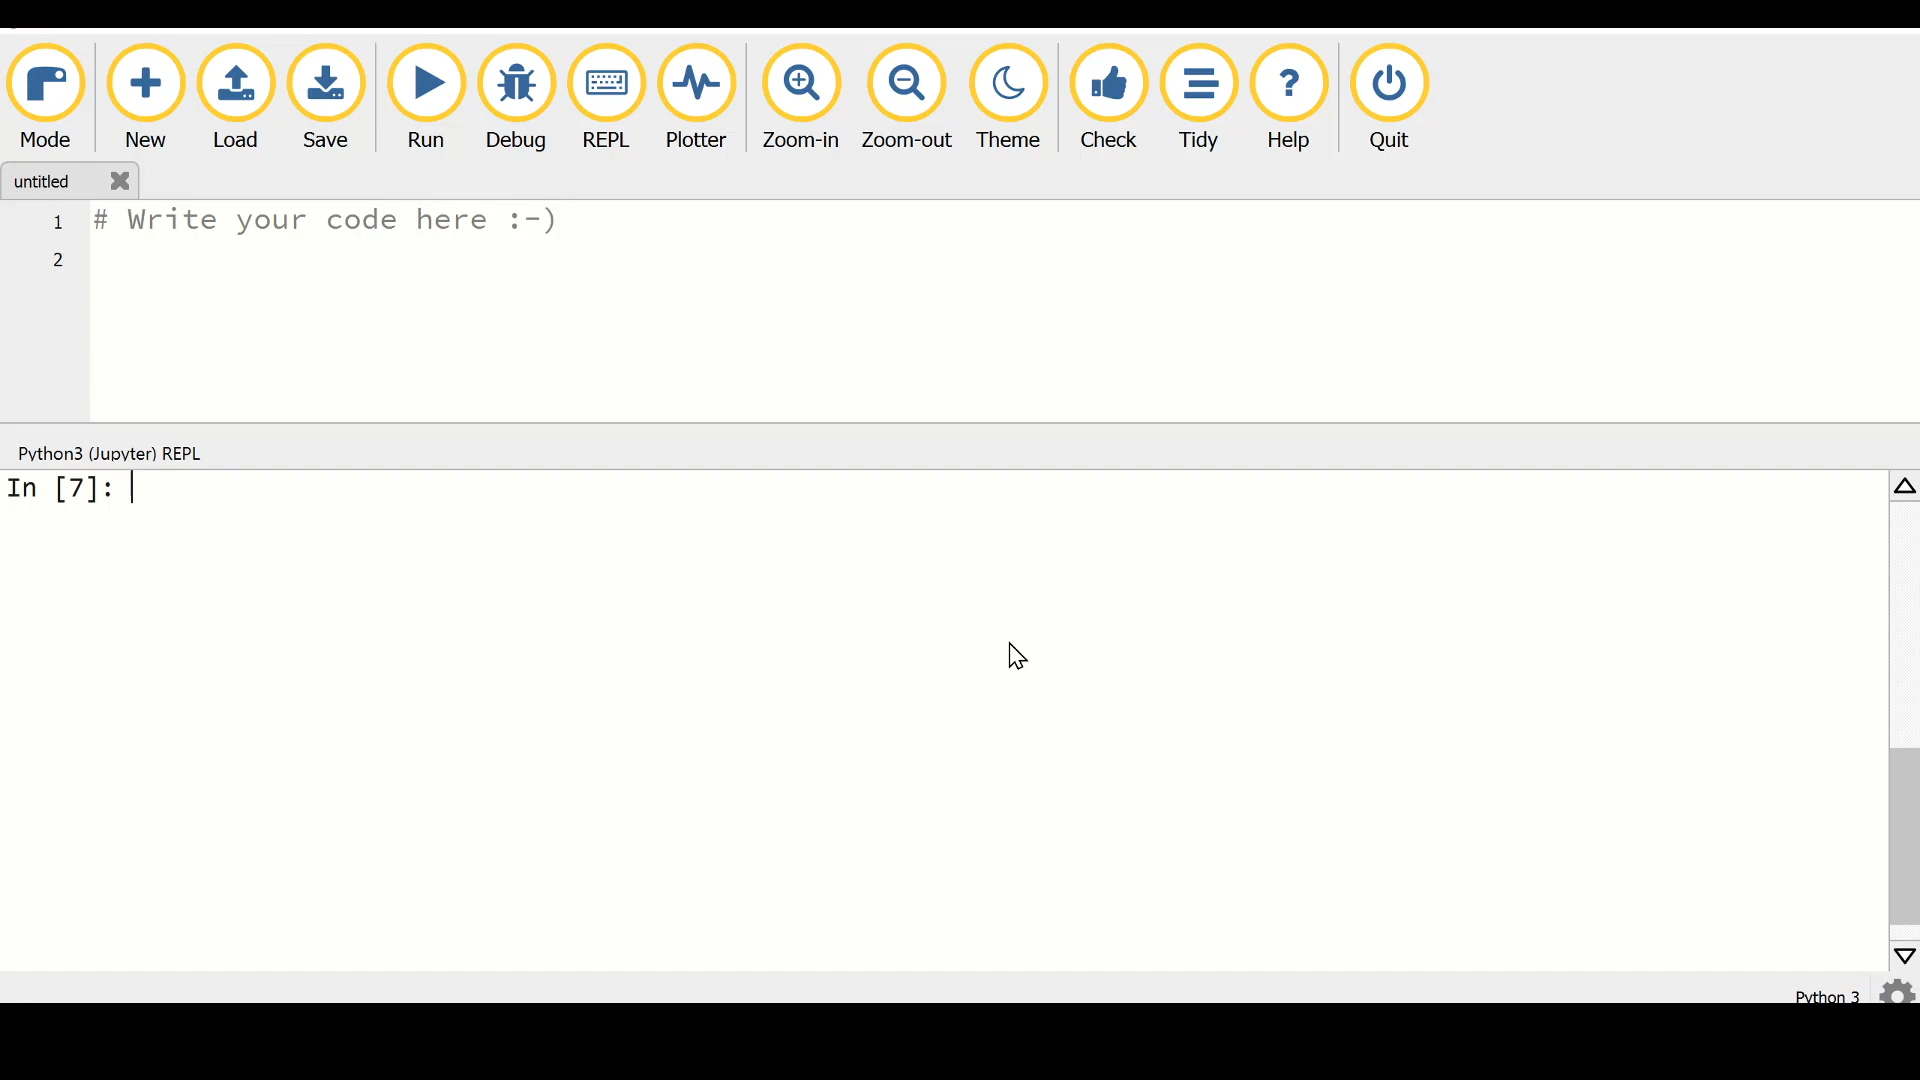 Mode New Load Save Run Debug REPL Plotter Zoom-in Zoom-out Theme Check Tidy Help Quit
untitled
1 # Write your code here :-)
2
Python3 (Jupyter) REPL
In [7]:
Python 3